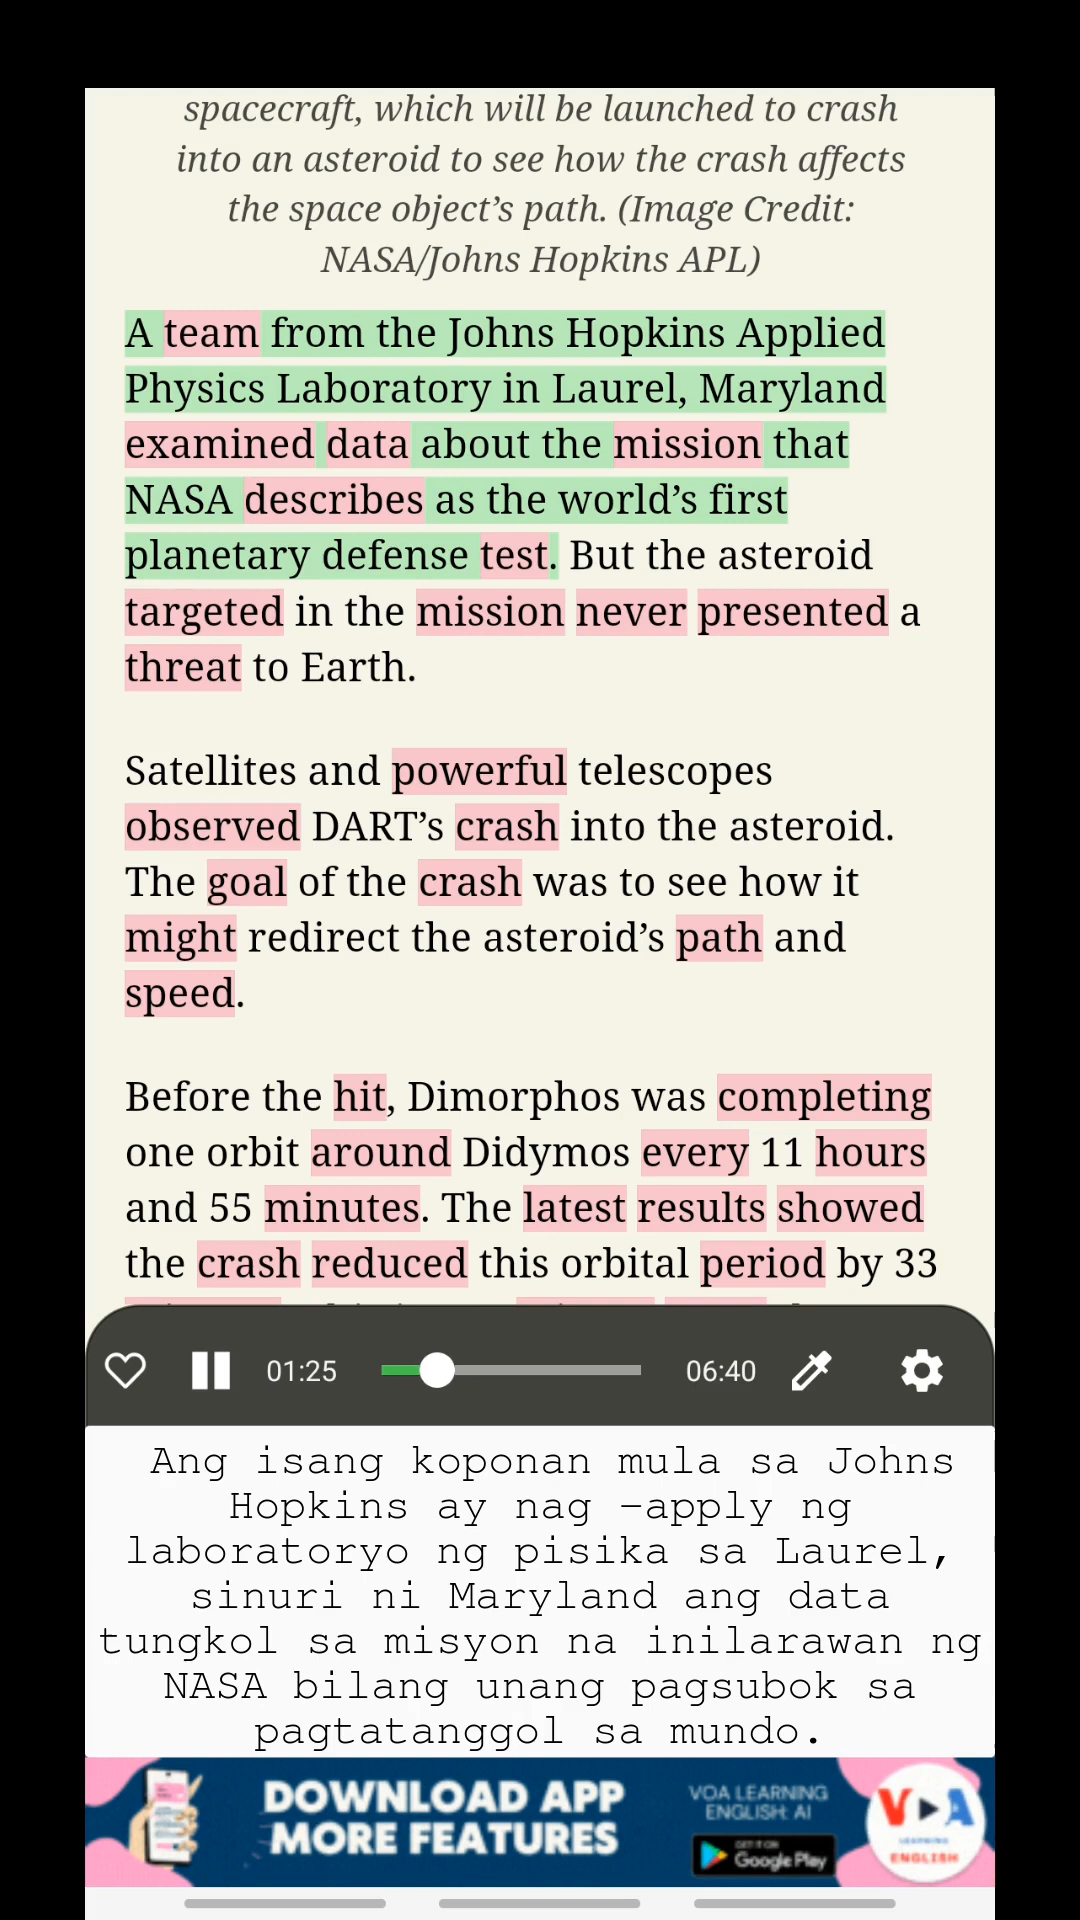 spacecraft, which will be launched to crash
into an asteroid to see how the crash affects
the space object’s path. (Image Credit:
NASA/Johns Hopkins APL)
A team from the Johns Hopkins Applied
Physics Laboratory in Laurel, Maryland
examined data about the mission that
NASA describes as the world’s first
planetary defense test. But the asteroid
targeted in the mission never presented a
threat to Earth.
Satellites and powerful telescopes
observed DART’s crash into the asteroid.
The goal of the crash was to see how it
might redirect the asteroid’s path and
speed.
Before the hit, Dimorphos was completing
one orbit around Didymos every 11 hours
and 55 minutes. The latest results showed
the crash reduced this orbital period by 33
01:25 06:40
Ang isang koponan mula sa Johns
Hopkins ay nag -apply ng
laboratoryo ng pisika sa Laurel,
sinuri ni Maryland ang data
tungkol sa misyon na inilarawan ng
NASA bilang unang pagsubok sa
pagtatanggol sa mundo.
DOWNLOAD APP
MORE FEATURES
VOA LEARNING
ENGLISH: AI
GET IT ON
Google Play
VOA
LEARNING
ENGLISH